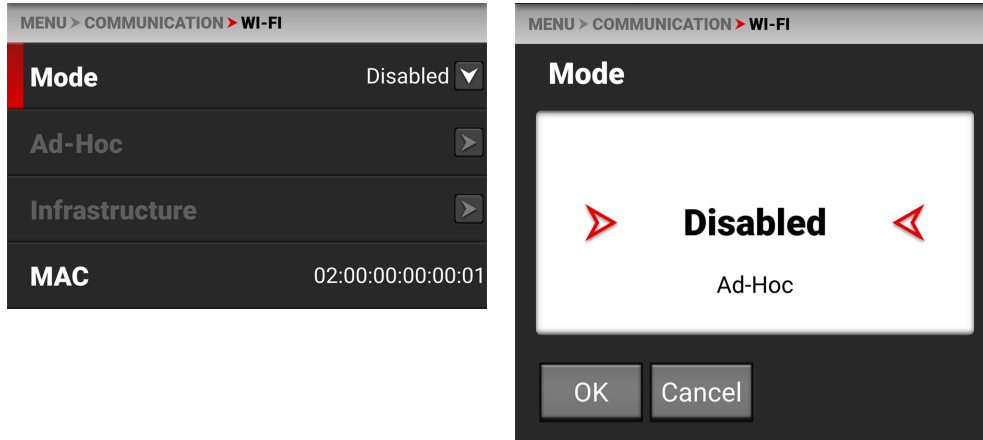 MENU > COMMUNICATION > WI-FI
Mode Disabled
Ad-Hoc
Infrastructure
MAC 02:00:00:00:00:01
MENU > COMMUNICATION > WI-FI
Mode
Disabled
Ad-Hoc
OK Cancel